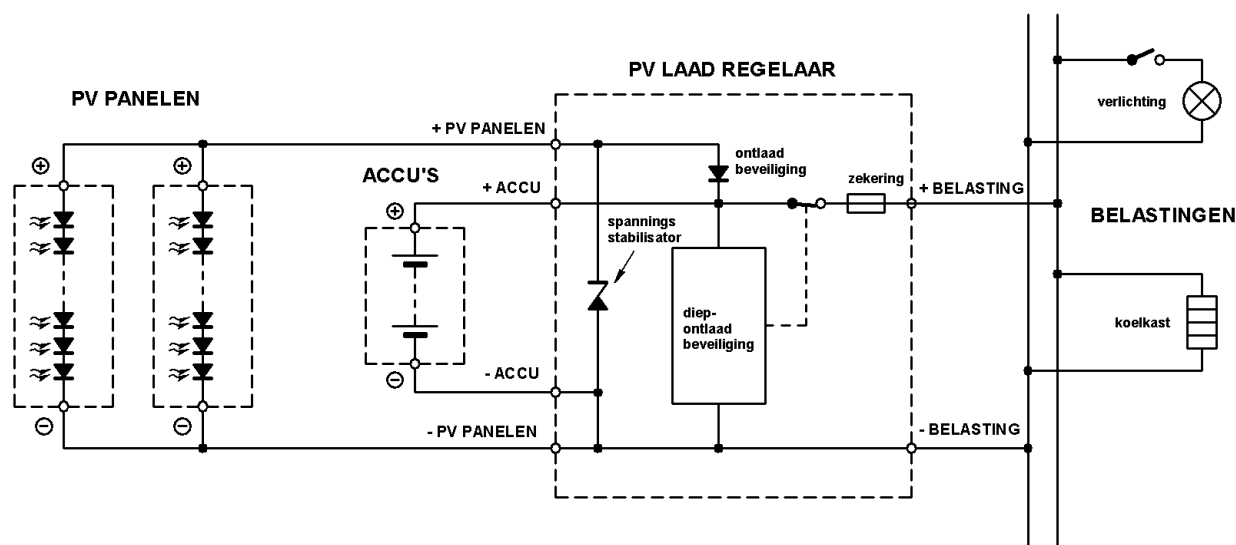 PV PANELEN
+ PV PANELEN
ACCU'S
+ ACCU
- ACCU
- PV PANELEN
PV LAAD REGELAAR
ontlaad
beveiliging
zekering
spannings
stabilisator
diep-
ontlaad
beveiliging
+ BELASTING
- BELASTING
verlichting
BELASTINGEN
koelkast